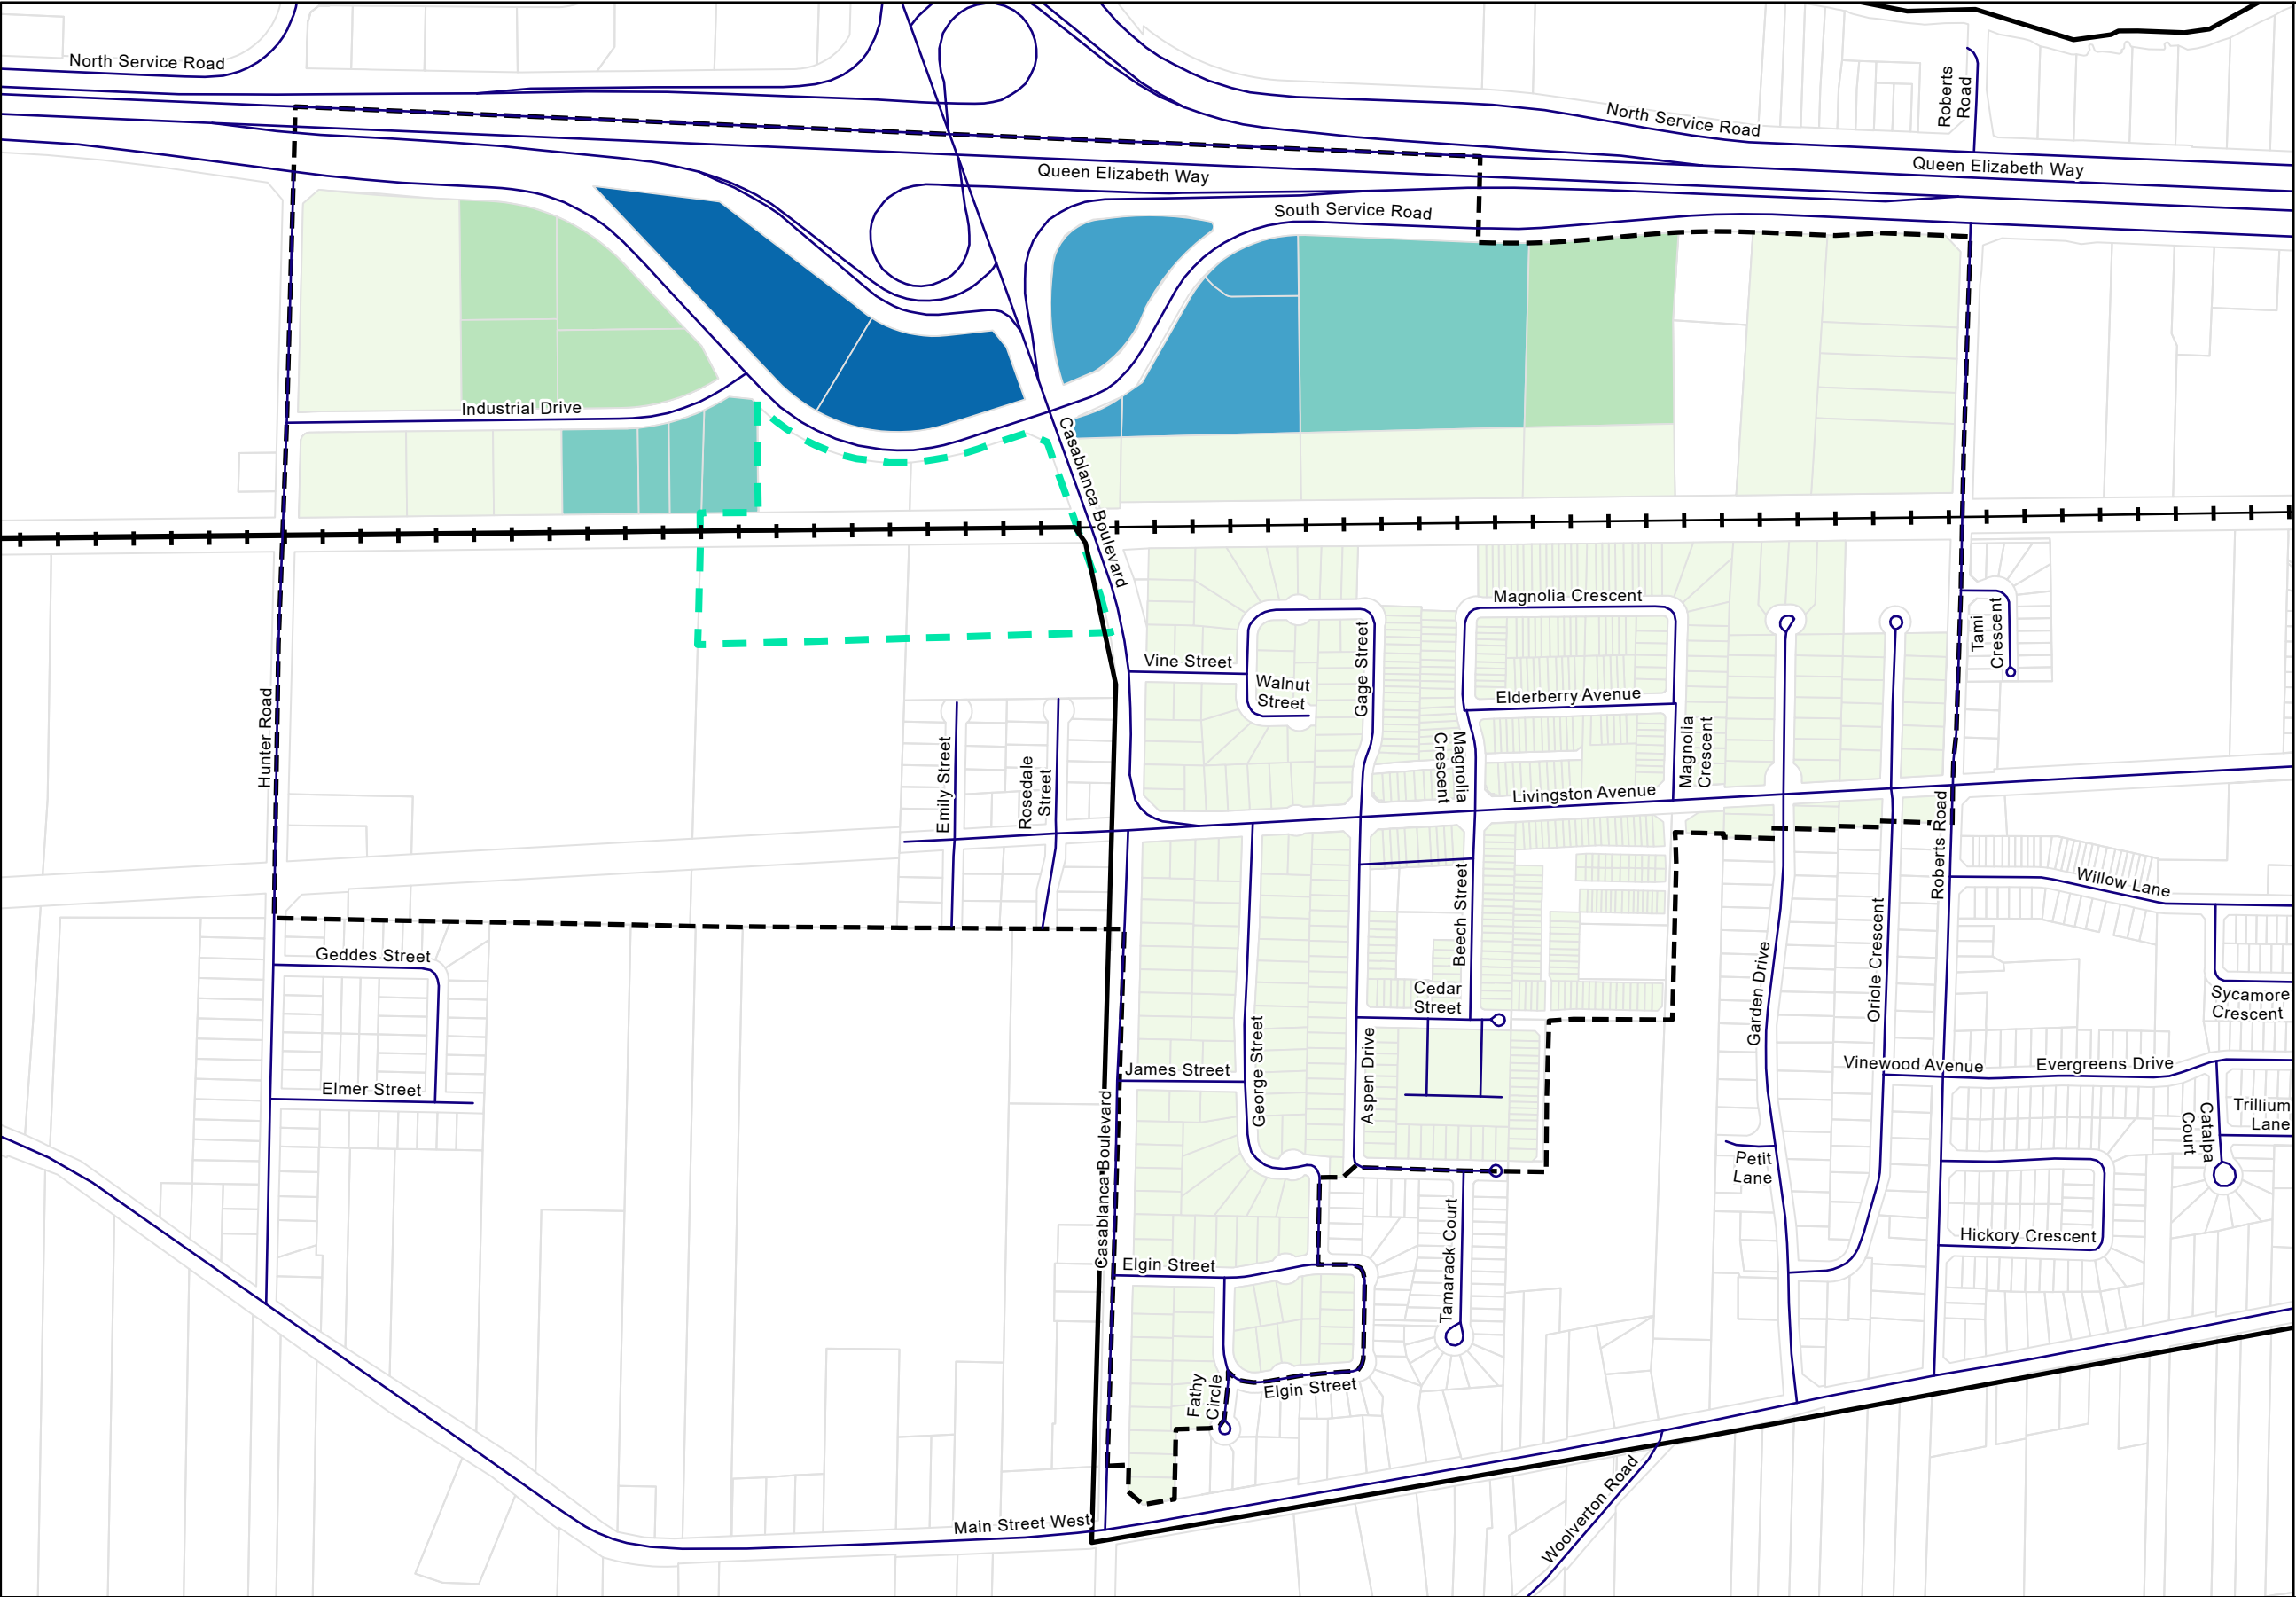 North Service Road
North Service Road
Roberts
Road
Queen Elizabeth Way
Queen Elizabeth Way
South Service Road
Industrial Drive
Casablanca Boulevard
Magnolia Crescent
Tami
Crescent
Gage Street
Vine Street
Walnut
Street
Elderberry Avenue
Hunter Road
Emily Street
Rosedale
Street
Magnolia
Crescent
Magnolia
Crescent
Livingston Avenue
Roberts Road
Willow Lane
Beech Street
Garden Drive
Oriole Crescent
Geddes Street
Cedar
Street
Sycamore
Crescent
George Street
Aspen Drive
James Street
Vinewood Avenue
Evergreens Drive
Elmer Street
Casablanca Boulevard
Trillium
Lane
Catalpa
Court
Petit
Lane
Tamarack Court
Hickory Crescent
Elgin Street
Fathy
Circle
Elgin Street
Main Street West
Woolverton Road